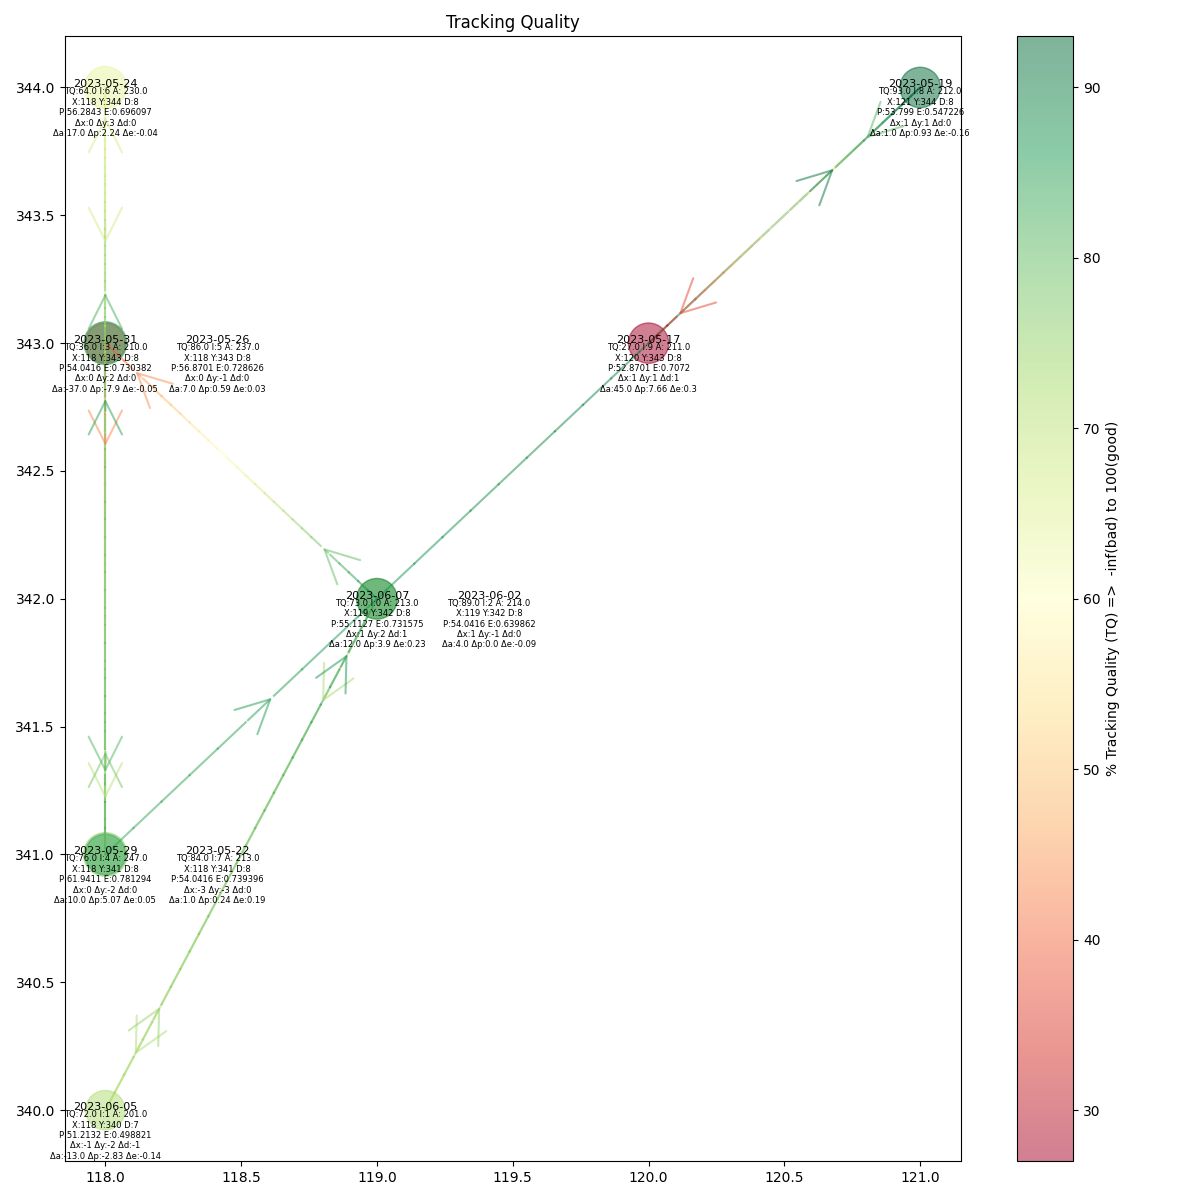 Tracking Quality
344.0
343.5
343.0
342.5
342.0
341.5
341.0
340.5
340.0
118.0
118.5
119.0
119.5
120.0
120.5
121.0
2023-05-24
TQ:64.0 I:6 A: 230.0
X:118 Y:344 D:8
P:56.2843 E:0.696097
Δx:0 Δy:3 Δd:0
Δa:17.0 Δp:2.24 Δe:-0.04
2023-05-19
TQ:93.0 I:8 A: 212.0
X:121 Y:344 D:8
P:53.799 E:0.547226
Δx:1 Δy:1 Δd:0
Δa:1.0 Δp:0.93 Δe:-0.16
2023-05-31
TQ:36.0 I:3 A: 210.0
X:118 Y:343 D:8
P:54.0416 E:0.730382
Δx:0 Δy:2 Δd:0
Δa:-37.0 Δp:-7.9 Δe:-0.05
2023-05-26
TQ:86.0 I:5 A: 237.0
X:118 Y:343 D:8
P:56.8701 E:0.728626
Δx:0 Δy:-1 Δd:0
Δa:7.0 Δp:0.59 Δe:0.03
2023-05-17
TQ:27.0 I:9 A: 211.0
X:120 Y:343 D:8
P:52.8701 E:0.7072
Δx:1 Δy:1 Δd:1
Δa:45.0 Δp:7.66 Δe:0.3
2023-06-07
TQ:73.0 I:0 A: 213.0
X:119 Y:342 D:8
P:55.1127 E:0.731575
Δx:1 Δy:2 Δd:1
Δa:12.0 Δp:3.9 Δe:0.23
2023-06-02
TQ:89.0 I:2 A: 214.0
X:119 Y:342 D:8
P:54.0416 E:0.639862
Δx:1 Δy:-1 Δd:0
Δa:4.0 Δp:0.0 Δe:-0.09
2023-05-29
TQ:76.0 I:4 A: 247.0
X:118 Y:341 D:8
P:61.9411 E:0.781294
Δx:0 Δy:-2 Δd:0
Δa:10.0 Δp:5.07 Δe:0.05
2023-05-22
TQ:84.0 I:7 A: 213.0
X:118 Y:341 D:8
P:54.0416 E:0.739396
Δx:-3 Δy:-3 Δd:0
Δa:1.0 Δp:0.24 Δe:0.19
2023-06-05
TQ:72.0 I:1 A: 201.0
X:118 Y:340 D:7
P:51.2132 E:0.498821
Δx:-1 Δy:-2 Δd:-1
Δa:-13.0 Δp:-2.83 Δe:-0.14
90
80
70
60
50
40
30
% Tracking Quality (TQ) =>  -inf(bad) to 100(good)